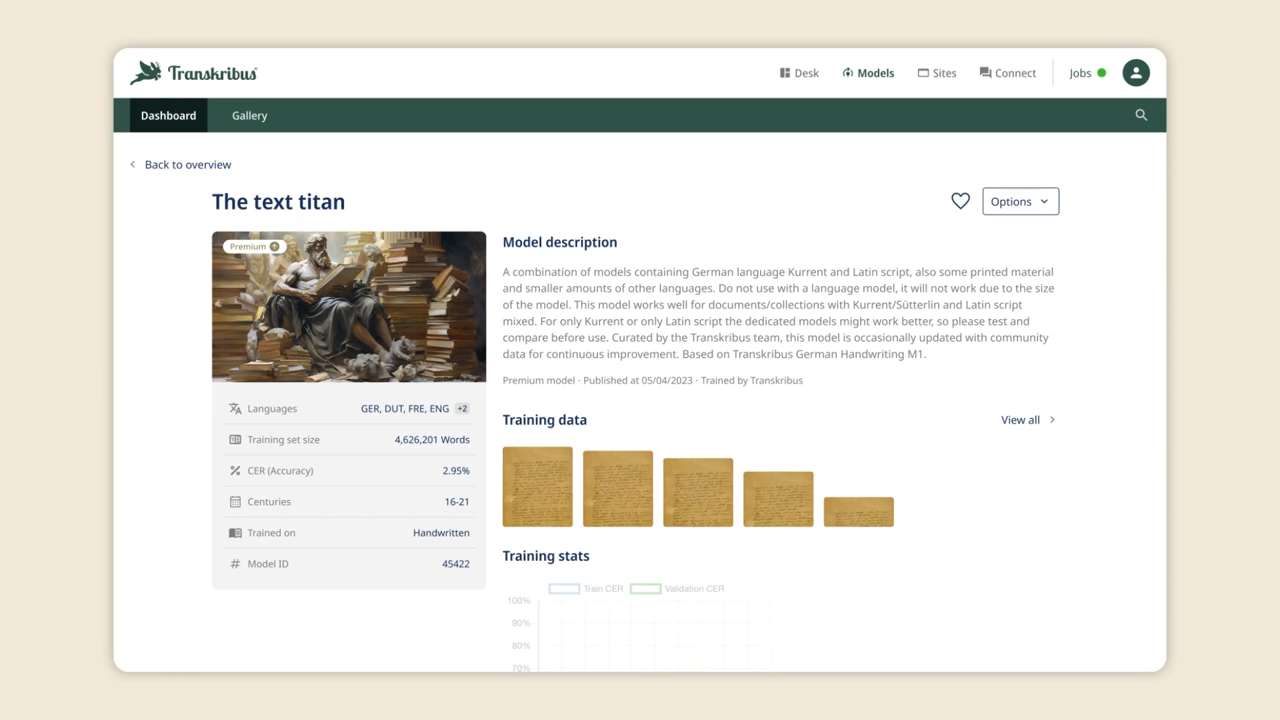 Transkribus
Desk
Models
Sites
Connect
Jobs
Dashboard
Gallery
Back to overview
The text titan
Options
Premium
Languages GER, DUT, FRE, ENG +2
Training set size 4,626,201 Words
CER (Accuracy) 2.95%
Centuries 16-21
Trained on Handwritten
Model ID 45422
Model description
A combination of models containing German language Kurrent and Latin script, also some printed material
and smaller amounts of other languages. Do not use with a language model, it will not work due to the size
of the model. This model works well for documents/collections with Kurrent/Sütterlin and Latin script
mixed. For only Kurrent or only Latin script the dedicated models might work better, so please test and
compare before use. Curated by the Transkribus team, this model is occasionally updated with community
data for continuous improvement. Based on Transkribus German Handwriting M1.
Premium model · Published at 05/04/2023 · Trained by Transkribus
Training data
View all
Training stats
Train CER
Validation CER
100%
90%
80%
70%